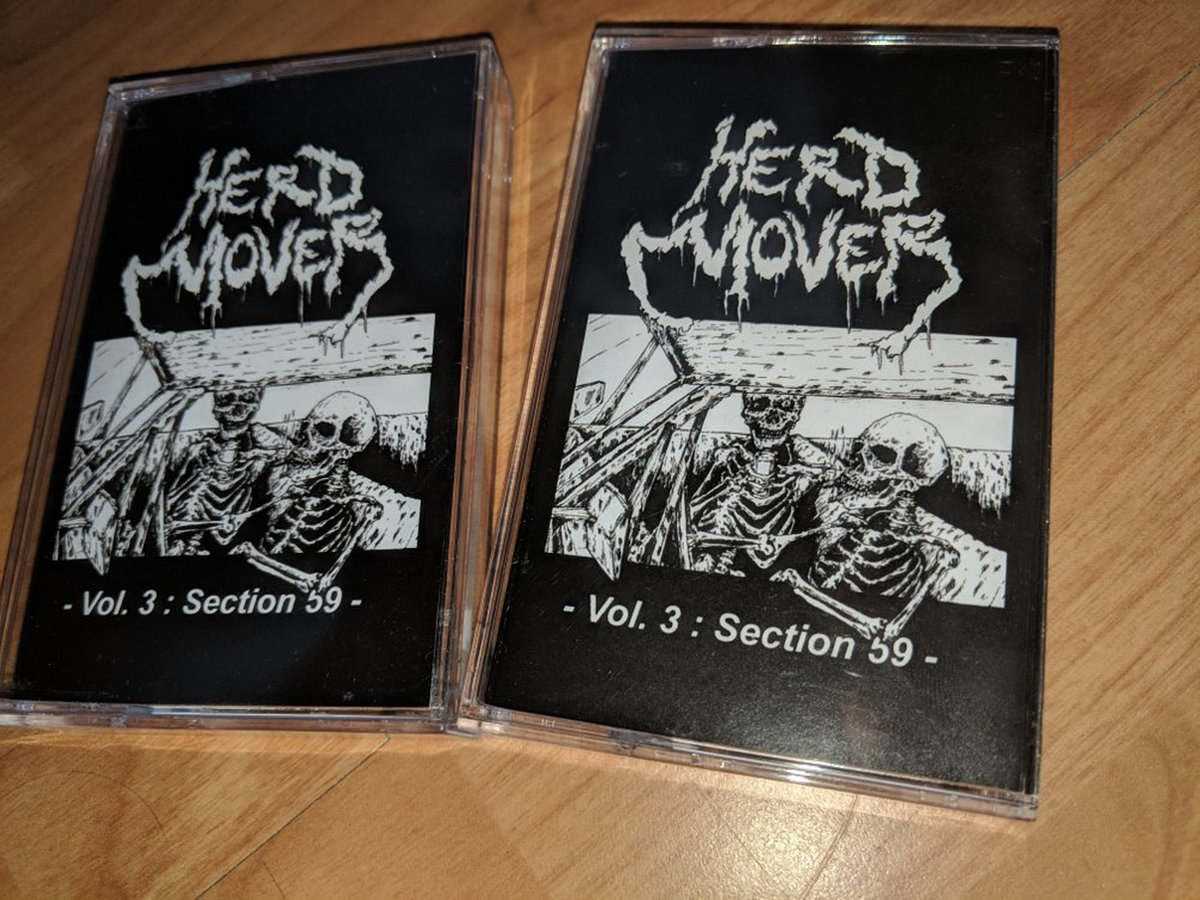 HERD
MOVER
- Vol. 3 : Section 59 -
HERD
MOVER
- Vol. 3 : Section 59 -